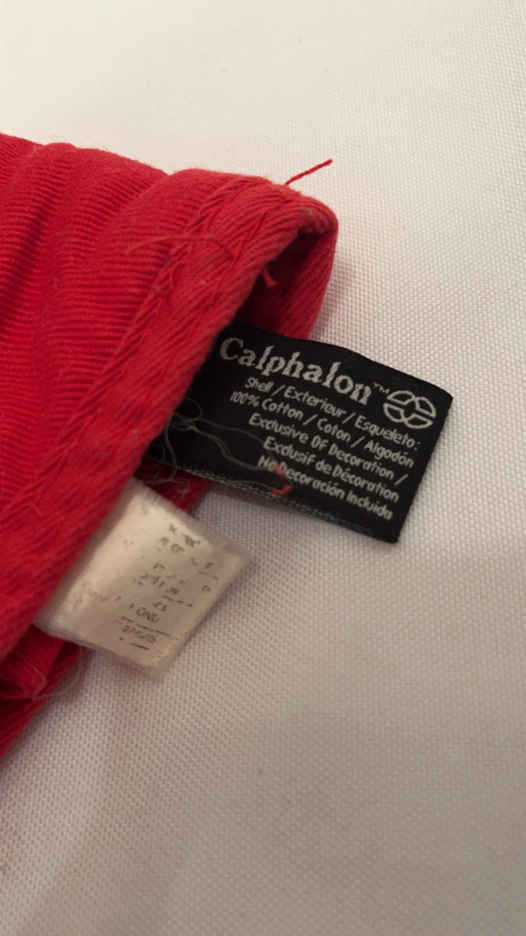 Calphalon™
Shell / Exterieur / Esqueleto:
100% Cotton / Coton / Algodón
Exclusive Of Decoration /
Exclusif de Décoration /
No Decoración Incluida